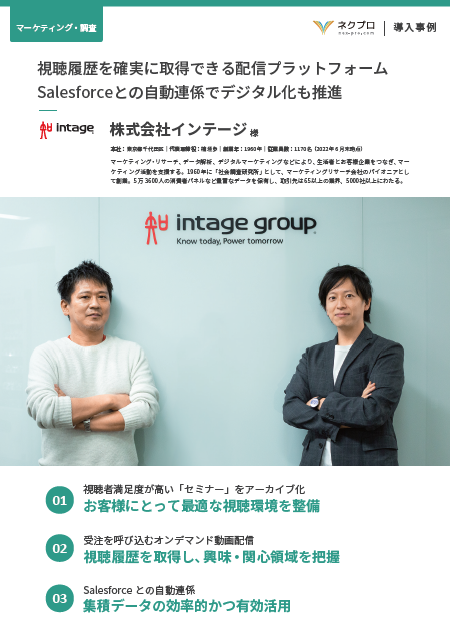 マーケティング・調査
ネクプロ
nex-pro.com
導入事例
視聴履歴を確実に取得できる配信プラットフォーム
Salesforceとの自動連係でデジタル化も推進
intage
株式会社インテージ 様
本社：東京都千代田区｜代表取締役：檜垣歩｜創業年：1960年｜従業員数：1170名（2022年6月末時点）
マーケティング・リサーチ、データ解析、デジタルマーケティングなどにより、生活者とお客様企業をつなぎ、マー
ケティング活動を支援する。1960年に「社会調査研究所」として、マーケティングリサーチ会社のパイオニアとし
て創業。5万3600人の消費者パネルなど豊富なデータを保有し、取引先は65以上の業界、5000社以上にわたる。
知 intage group
Know today, Power tomorrow
01
視聴者満足度が高い「セミナー」をアーカイブ化
お客様にとって最適な視聴環境を整備
02
受注を呼び込むオンデマンド動画配信
視聴履歴を取得し、興味・関心領域を把握
03
Salesforce との自動連係
集積データの効率的かつ有効活用